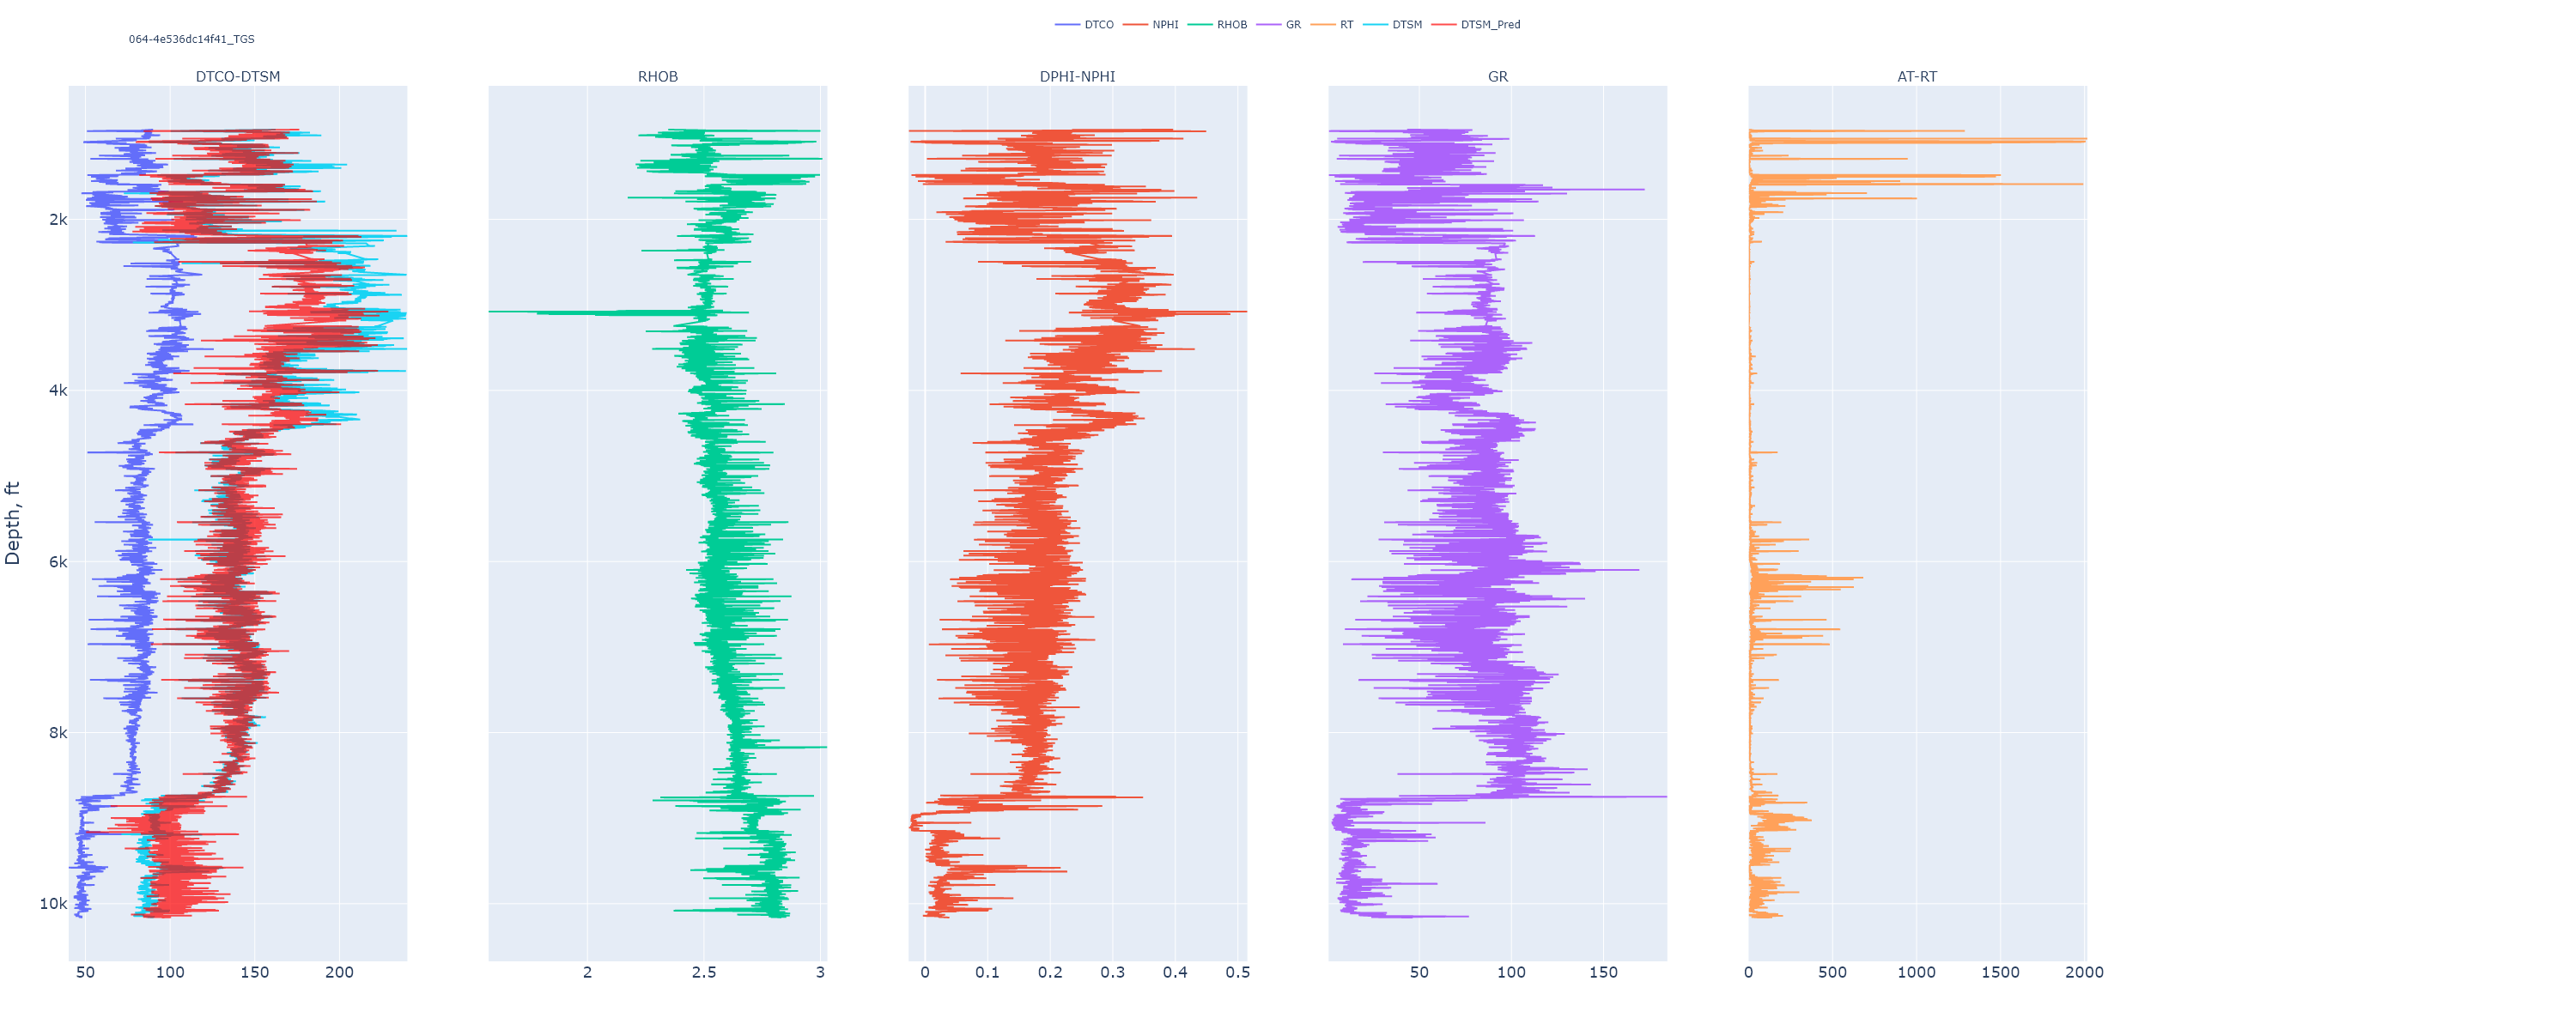 DTCO NPHI RHOB GR RT DTSM DTSM_Pred
064-4e536dc14f41_TGS
DTCO-DTSM RHOB DPHI-NPHI GR AT-RT
Depth, ft
2k
4k
6k
8k
10k
50 100 150 200 2 2.5 3 0 0.1 0.2 0.3 0.4 0.5 50 100 150 0 500 1000 1500 2000